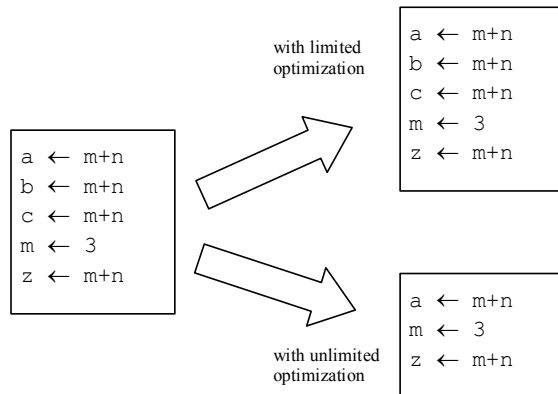 a ← m+n
b ← m+n
c ← m+n
m ← 3
z ← m+n
with limited
optimization
a ← m+n
b ← m+n
c ← m+n
m ← 3
z ← m+n
with unlimited
optimization
a ← m+n
m ← 3
z ← m+n